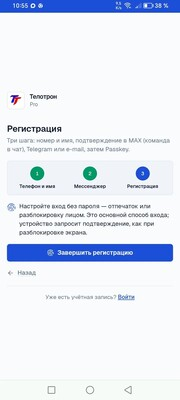 10:55
38 %
Телотрон
Pro
Регистрация
Три шага: номер и имя, подтверждение в MAX (команда
в чат), Telegram или e-mail, затем Passkey.
1
2
3
Телефон и имя
Мессенджер
Регистрация
Настройте вход без пароля — отпечаток или
разблокировку лицом. Это основной способ входа;
устройство запросит подтверждение, как при
разблокировке экрана.
Завершить регистрацию
← Назад
Уже есть учётная запись? Войти